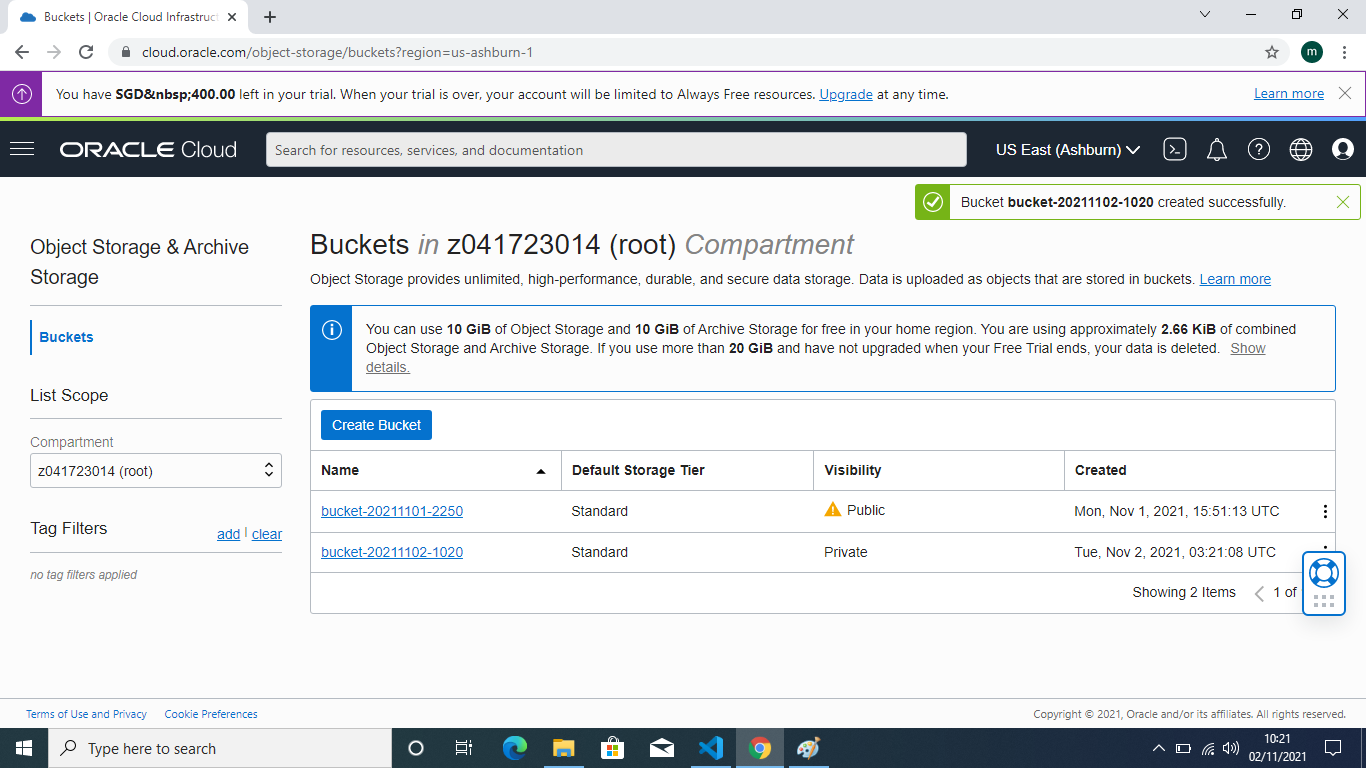 Buckets | Oracle Cloud Infrastruct
cloud.oracle.com/object-storage/buckets?region=us-ashburn-1
m
You have SGD&nbsp;400.00 left in your trial. When your trial is over, your account will be limited to Always Free resources. Upgrade at any time.
Learn more
ORACLE Cloud
Search for resources, services, and documentation
US East (Ashburn)
Bucket bucket-20211102-1020 created successfully.
Object Storage & Archive
Storage
Buckets
List Scope
Compartment
z041723014 (root)
Tag Filters
add | clear
no tag filters applied
Buckets in z041723014 (root) Compartment
Object Storage provides unlimited, high-performance, durable, and secure data storage. Data is uploaded as objects that are stored in buckets. Learn more
You can use 10 GiB of Object Storage and 10 GiB of Archive Storage for free in your home region. You are using approximately 2.66 KiB of combined
Object Storage and Archive Storage. If you use more than 20 GiB and have not upgraded when your Free Trial ends, your data is deleted. Show
details.
Create Bucket
Name Default Storage Tier Visibility Created
bucket-20211101-2250 Standard Public Mon, Nov 1, 2021, 15:51:13 UTC
bucket-20211102-1020 Standard Private Tue, Nov 2, 2021, 03:21:08 UTC
Showing 2 Items 1 of
Terms of Use and Privacy Cookie Preferences
Copyright © 2021, Oracle and/or its affiliates. All rights reserved.
Type here to search
10:21
02/11/2021